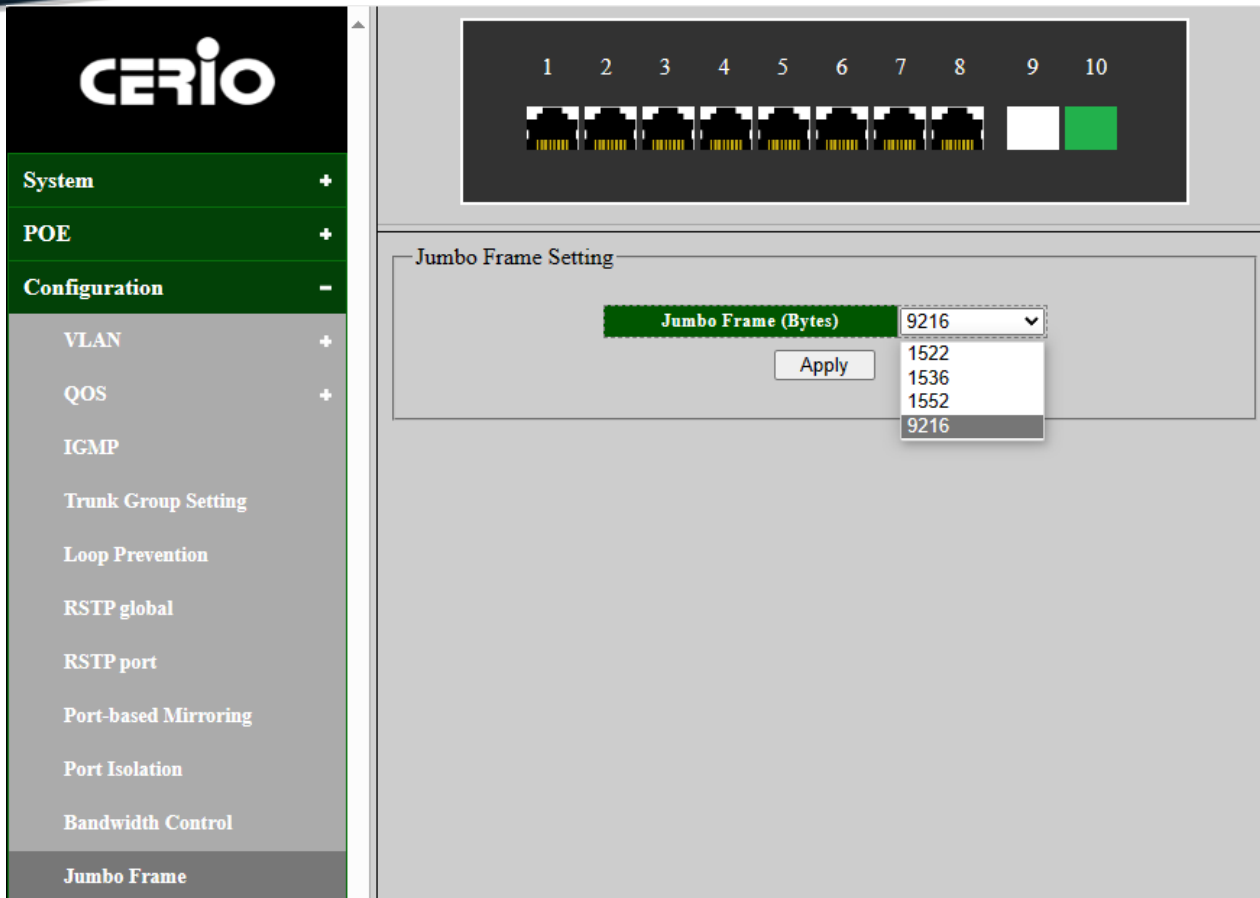 CERIO
System
POE
Configuration
VLAN
QOS
IGMP
Trunk Group Setting
Loop Prevention
RSTP global
RSTP port
Port-based Mirroring
Port Isolation
Bandwidth Control
Jumbo Frame
1 2 3 4 5 6 7 8 9 10
Jumbo Frame Setting
Jumbo Frame (Bytes) 9216
Apply
1522
1536
1552
9216